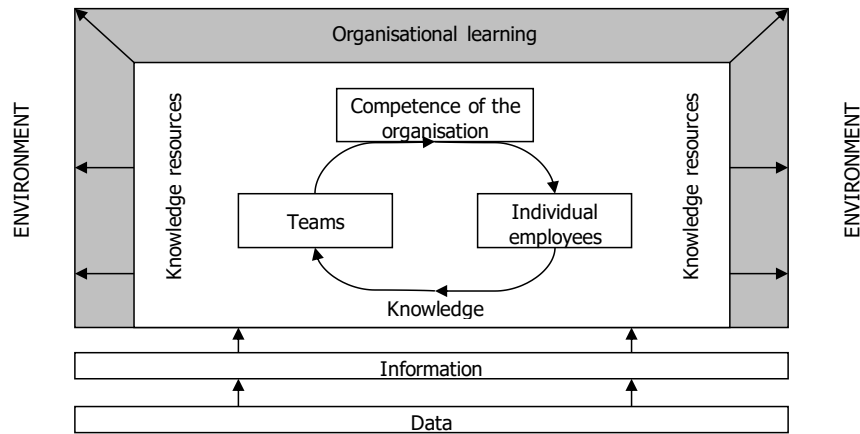 Organisational learning
ENVIRONMENT
Knowledge resources
Competence of the
organisation
Knowledge resources
ENVIRONMENT
Teams
Individual
employees
Knowledge
Information
Data